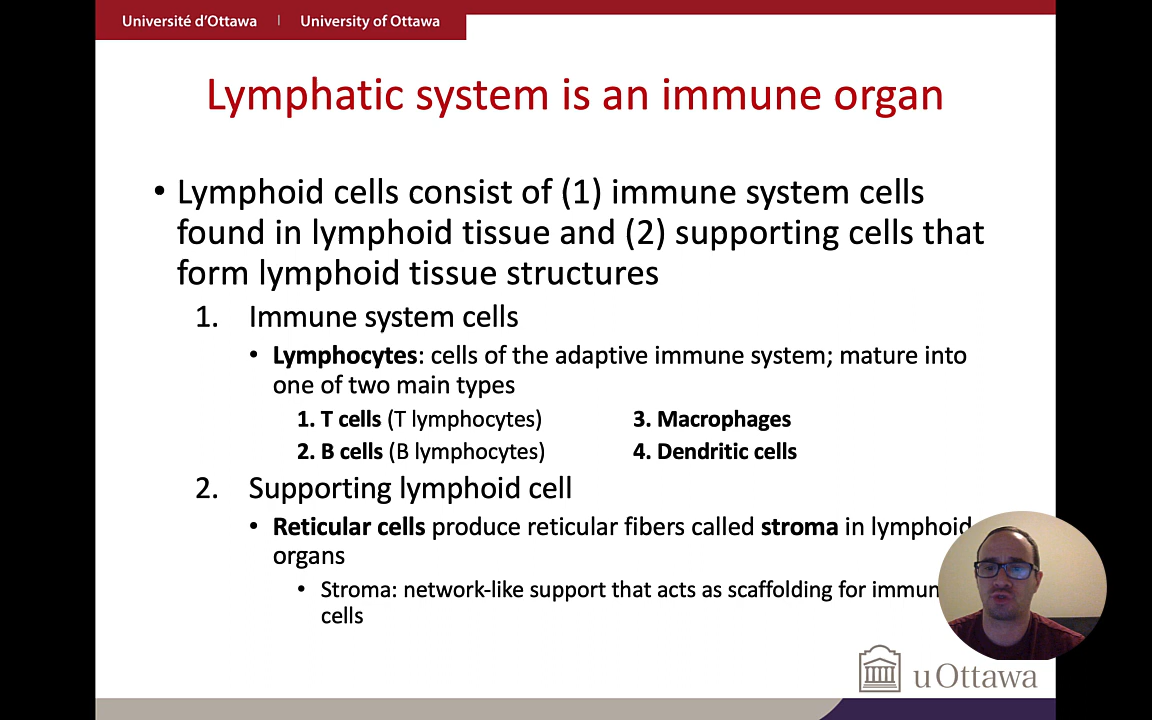 Université d'Ottawa | University of Ottawa
Lymphatic system is an immune organ
• Lymphoid cells consist of (1) immune system cells
found in lymphoid tissue and (2) supporting cells that
form lymphoid tissue structures
1. Immune system cells
• Lymphocytes: cells of the adaptive immune system; mature into
one of two main types
1. T cells (T lymphocytes)
2. B cells (B lymphocytes)
3. Macrophages
4. Dendritic cells
2. Supporting lymphoid cell
• Reticular cells produce reticular fibers called stroma in lymphoid
organs
• Stroma: network-like support that acts as scaffolding for immun
cells
uOttawa